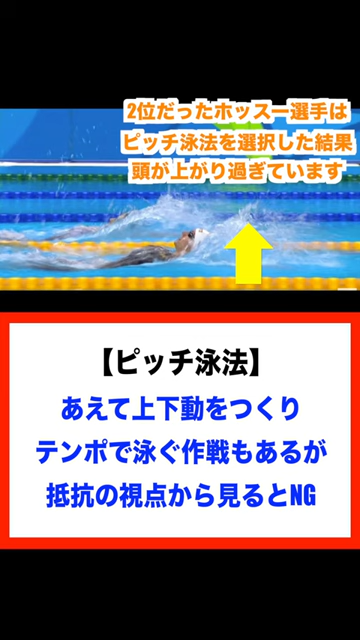 2位だったホッスー選手は
ピッチ泳法を選択した結果
頭が上がり過ぎています
【ピッチ泳法】
あえて上下動をつくり
テンポで泳ぐ作戦もあるが
抵抗の視点から見るとNG